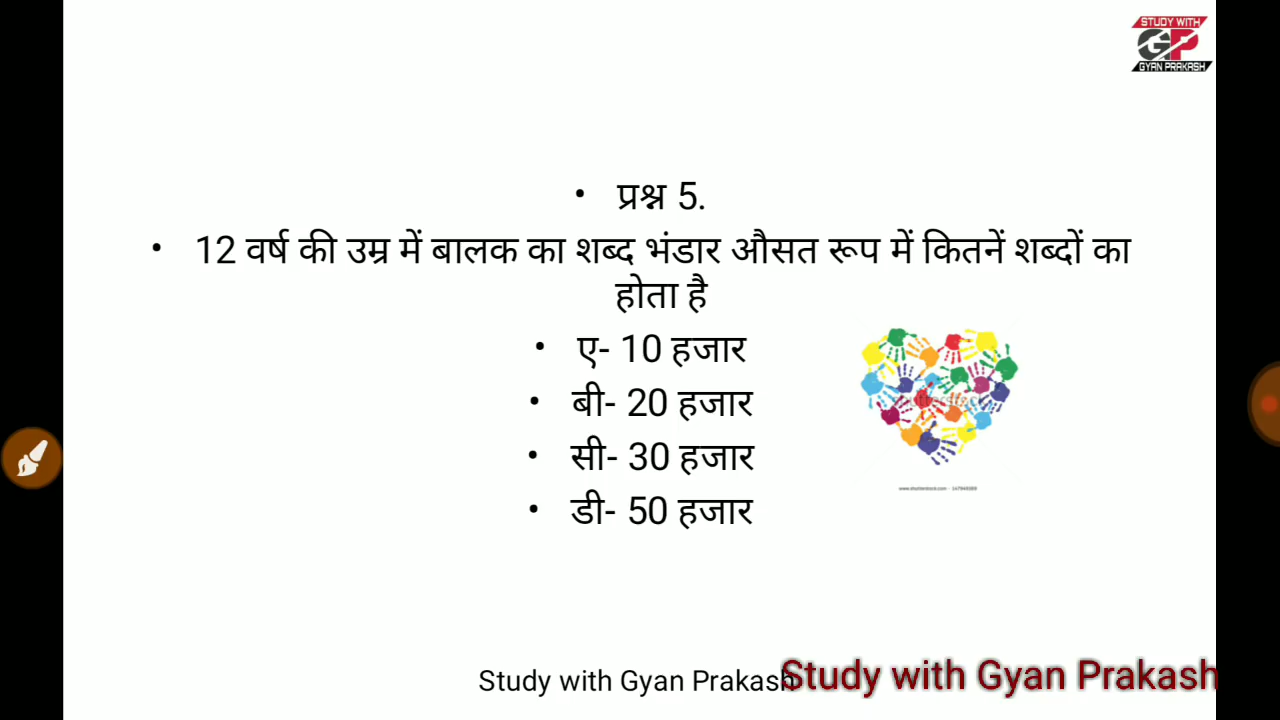 STUDY WITH
GP
GYAN PRAKASH
• प्रश्न 5.
• 12 वर्ष की उम्र में बालक का शब्द भंडार औसत रूप में कितनें शब्दों का
होता है
• ए- 10 हजार
• बी- 20 हजार
• सी- 30 हजार
• डी- 50 हजार
Study with Gyan Prakash
Study with Gyan Prakash